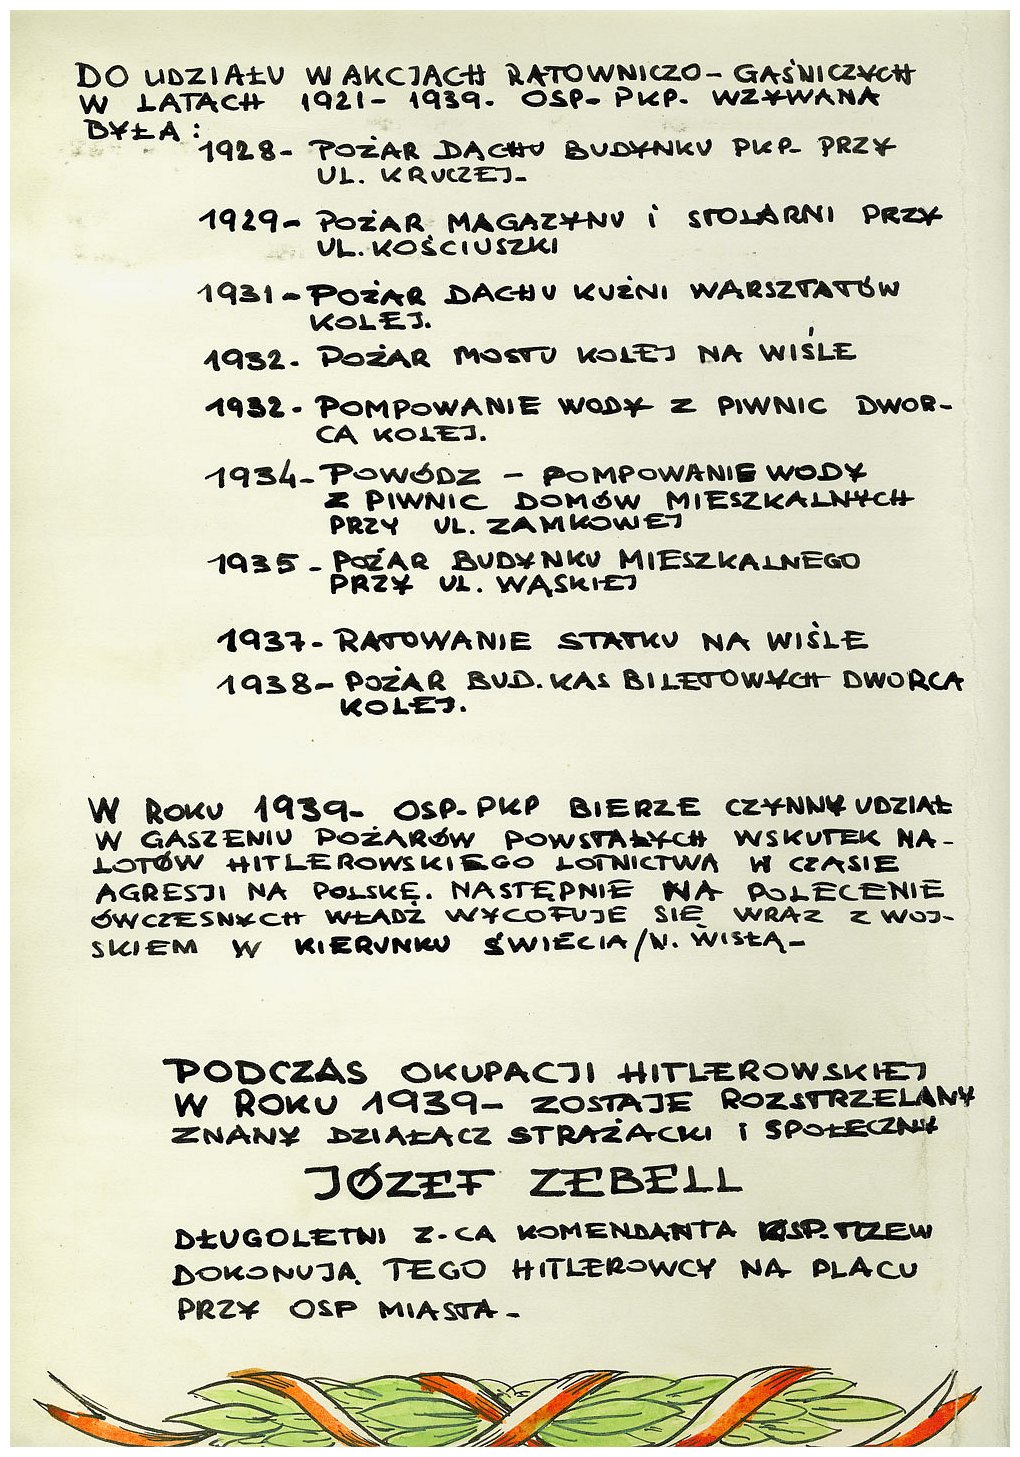 DO UDZIAŁU W AKCJACH RATOWNICZO - GAŚNICZYCH
W LATACH 1921 - 1939. OSP- PKP. WZYWANA
BYŁA :
1928 - POŻAR DACHU BUDYNKU PKP- PRZY
UL. KRUCZEJ-
1929 - POŻAR MAGAZYNU i STOLARNI PRZY
UL. KOŚCIUSZKI
1931 - POŻAR DACHU KUŹNI WARSZTATÓW
KOLEJ.
1932. POŻAR MOSTU KOLEJ NA WIŚLE
1932 - POMPOWANIE WODY Z PIWNIC DWOR-
CA KOLEJ.
1934 - POWÓDZ - POMPOWANIE WODY
Z PIWNIC DOMÓW MIESZKALNYCH
PRZY UL. ZAMKOWEJ
1935 - POŻAR BUDYNKU MIESZKALNEGO
PRZY UL. WĄSKIEJ
1937 - RATOWANIE STATKU NA WIŚLE
1938 - POŻAR BUD. KAS BILETOWYCH DWORCA
KOLEJ.
W ROKU 1939 - OSP- PKP BIERZE CZYNNY UDZIAŁ
W GASZENIU POŻARÓW POWSTAŁYCH WSKUTEK NA-
LOTÓW HITLEROWSKIEGO LOTNICTWA W CZASIE
AGRESJI NA POLSKĘ. NASTĘPNIE NA POLECENIE
ÓWCZESNYCH WŁADZ WYCOFUJE SIĘ WRAZ Z WOJ-
SKIEM W KIERUNKU ŚWIECIA /N. WISŁĄ -
PODCZAS OKUPACJI HITLEROWSKIEJ
W ROKU 1939 - ZOSTAJE ROZSTRZELANY
ZNANY DZIAŁACZ STRAŻACKI i SPOŁECZNY
JÓZEF ZEBELL
DŁUGOLETNI Z-CA KOMENDANTA OSP. TCZEW
DOKONUJĄ TEGO HITLEROWCY NA PLACU
PRZY OSP MIASTA -